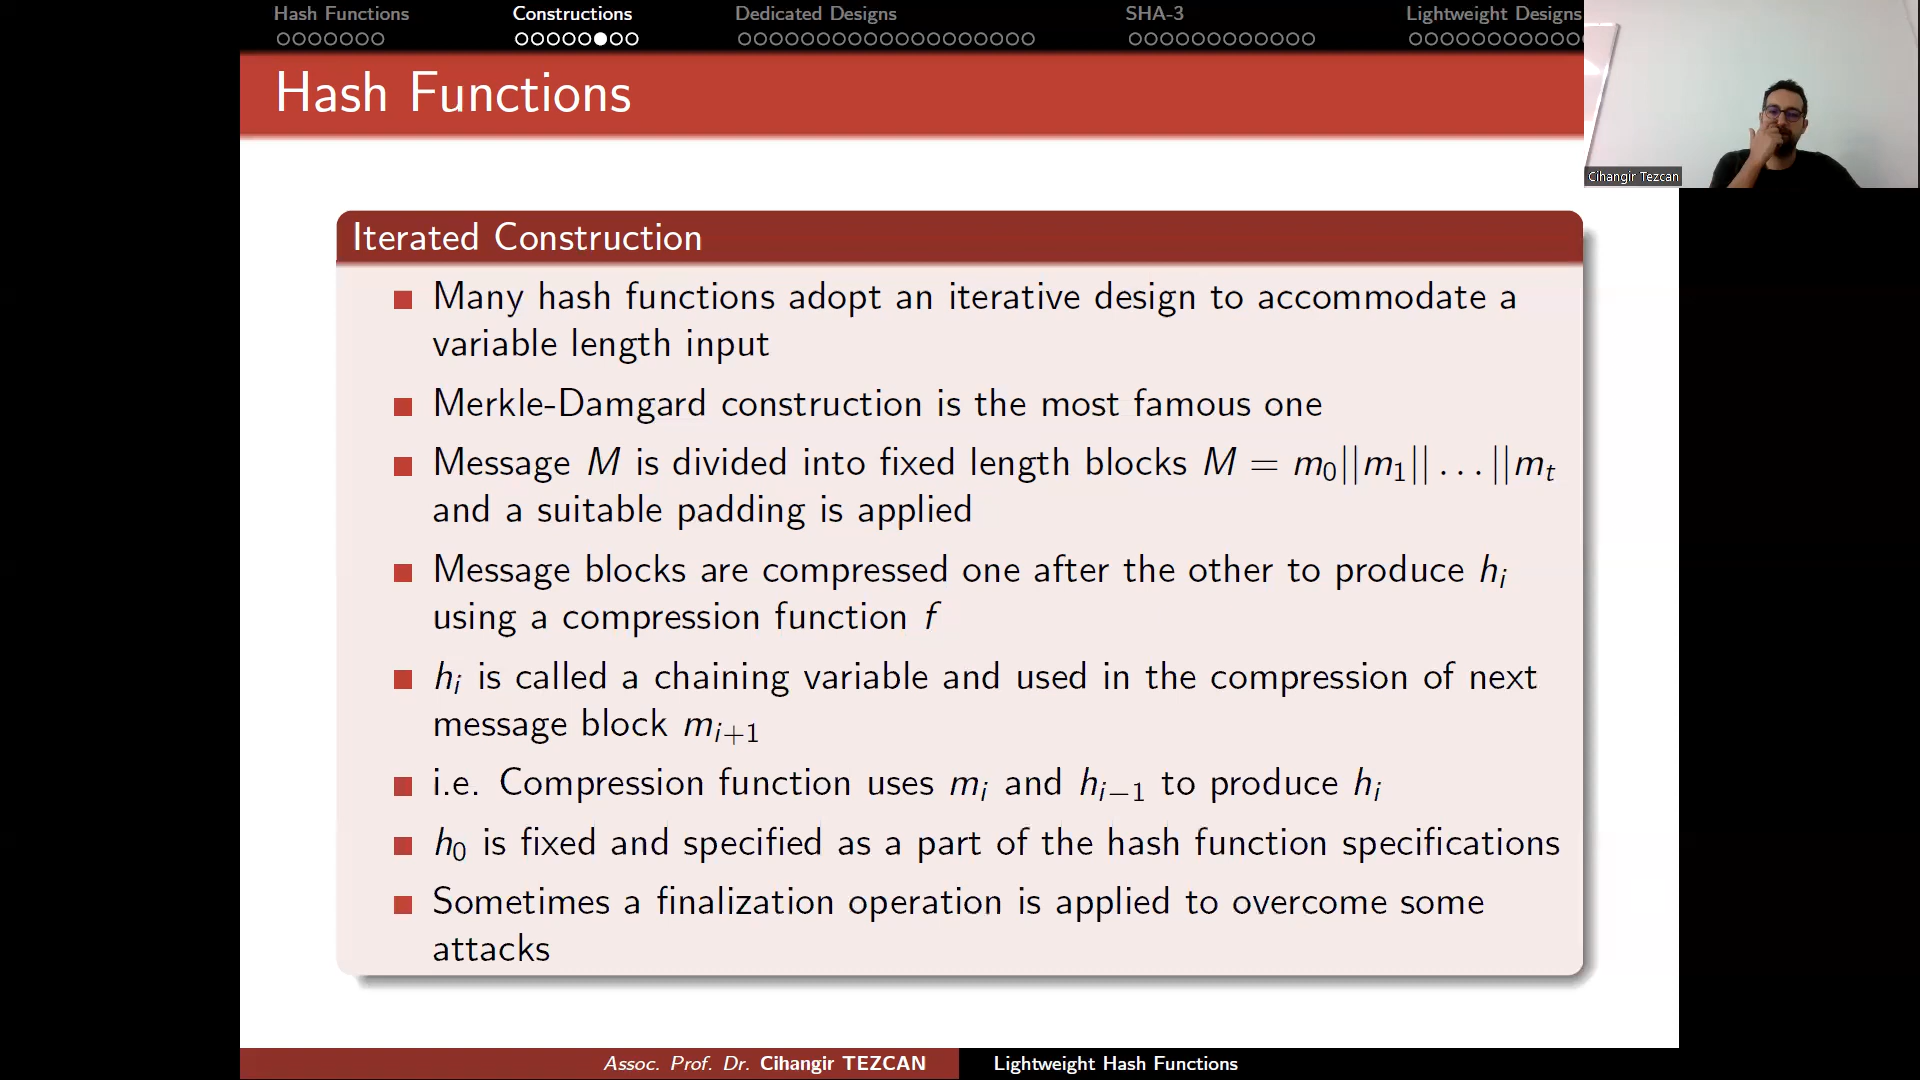 Hash Functions Constructions Dedicated Designs SHA-3 Lightweight Designs
Hash Functions
Cihangir Tezcan
Iterated Construction
Many hash functions adopt an iterative design to accommodate a
variable length input
Merkle-Damgard construction is the most famous one
Message M is divided into fixed length blocks M = m₀||m₁||...||mₜ
and a suitable padding is applied
Message blocks are compressed one after the other to produce hᵢ
using a compression function f
hᵢ is called a chaining variable and used in the compression of next
message block mᵢ₊₁
i.e. Compression function uses mᵢ and hᵢ₋₁ to produce hᵢ
h₀ is fixed and specified as a part of the hash function specifications
Sometimes a finalization operation is applied to overcome some
attacks
Assoc. Prof. Dr. Cihangir TEZCAN Lightweight Hash Functions